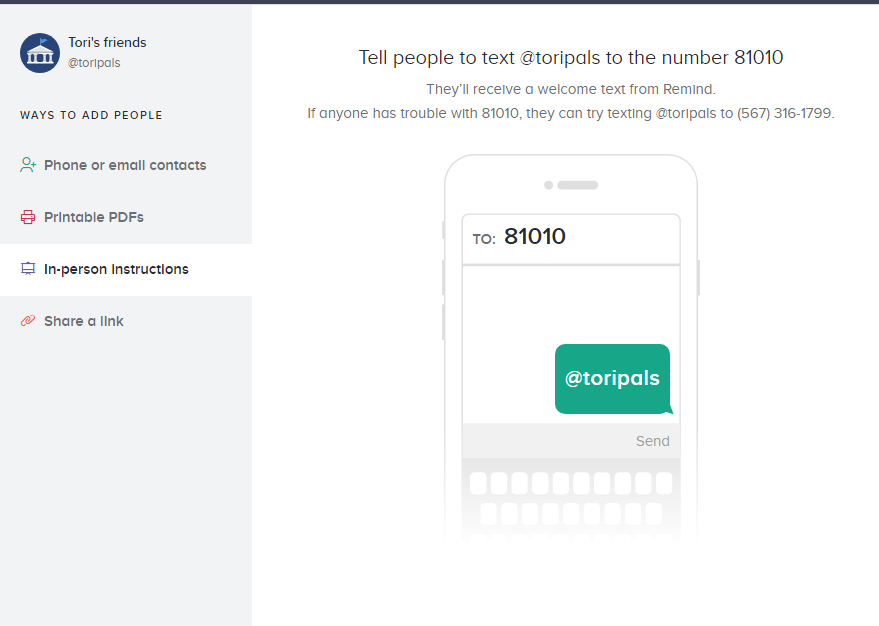 Tori's friends
@toripals
WAYS TO ADD PEOPLE
Phone or email contacts
Printable PDFs
In-person instructions
Share a link
Tell people to text @toripals to the number 81010
They'll receive a welcome text from Remind.
If anyone has trouble with 81010, they can try texting @toripals to (567) 316-1799.
TO: 81010
@toripals
Send